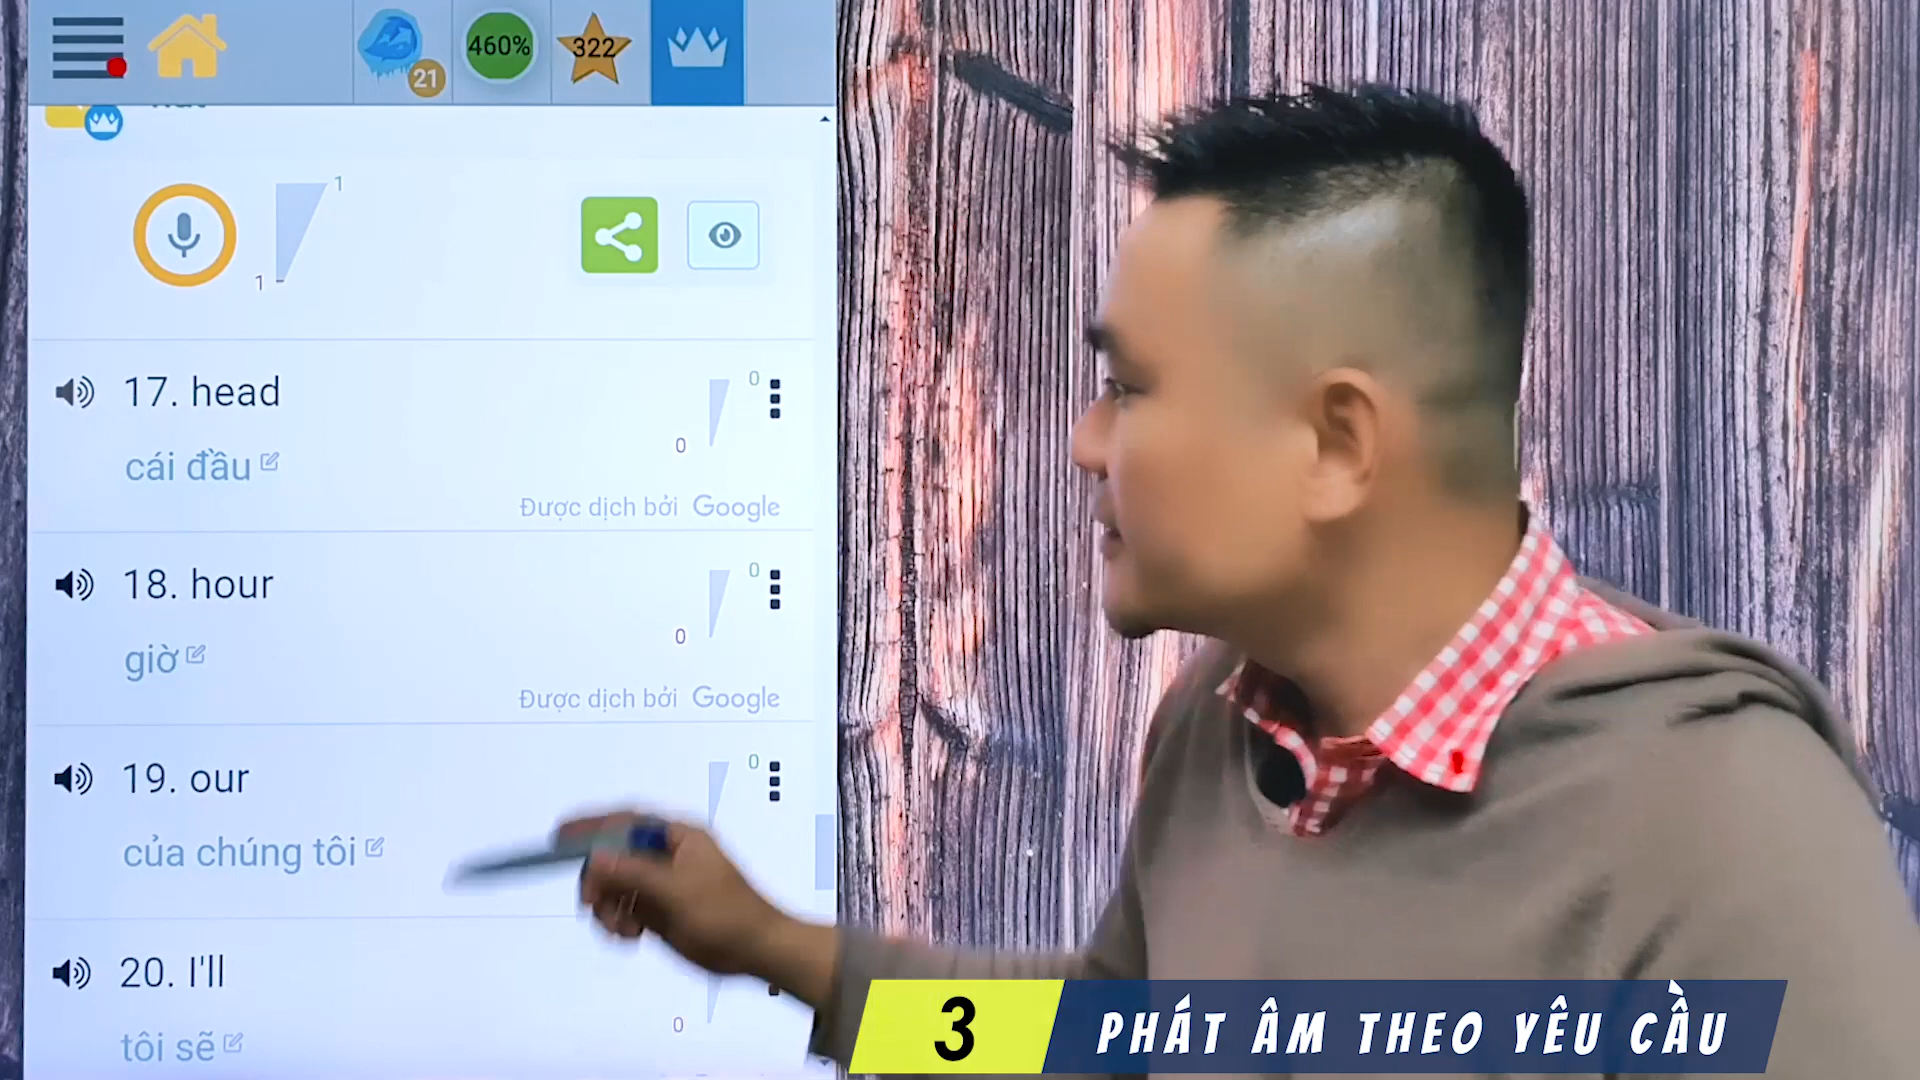 21
460%
322
1
1
17. head
0
0
cái đầu
Được dịch bởi Google
18. hour
0
0
giờ
Được dịch bởi Google
19. our
0
của chúng tôi
20. I'll
0
tôi sẽ
3 PHÁT ÂM THEO YÊU CẦU